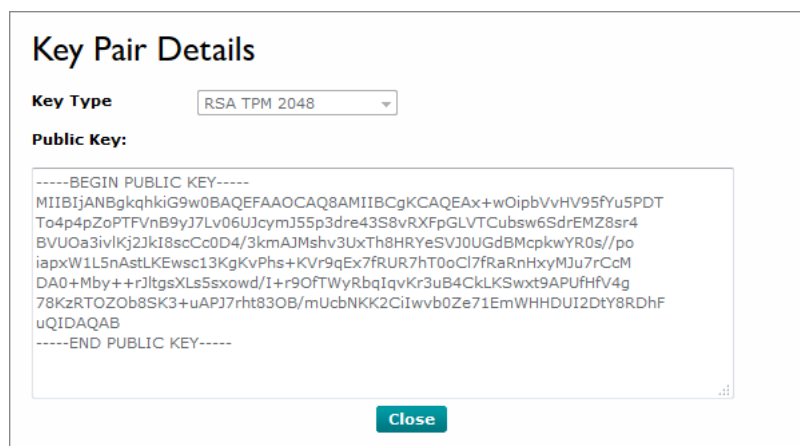 Key Pair Details
Key Type
RSA TPM 2048
Public Key:
-----BEGIN PUBLIC KEY-----
MIIBIjANBgkqhkiG9w0BAQEFAAOCAQ8AMIIBCgKCAQEAx+wOipbVvHV95fYu5PDT
To4p4pZoPTFVnB9yJ7Lv06UJcymJ55p3dre43S8vRXFpGLVTCubsw6SdrEMZ8sr4
BVUOa3ivlKj2JkI8scCc0D4/3kmAJMshv3UxTh8HRYeSVJ0UGdBMcpkwYR0s//po
iapxW1L5nAstLKEwsc13KgKvPhs+KVr9qEx7fRUR7hT0oCl7fRaRnHxyMJu7rCcM
DA0+Mby++rJltgsXLs5sxowd/I+r9OfTWyRbqIqvKr3uB4CkLKSwxt9APUfHfV4g
78KzRTOZOb8SK3+uAPJ7rht83OB/mUcbNKK2CiIwvb0Ze71EmWHHDUI2DtY8RDhF
uQIDAQAB
-----END PUBLIC KEY-----
Close